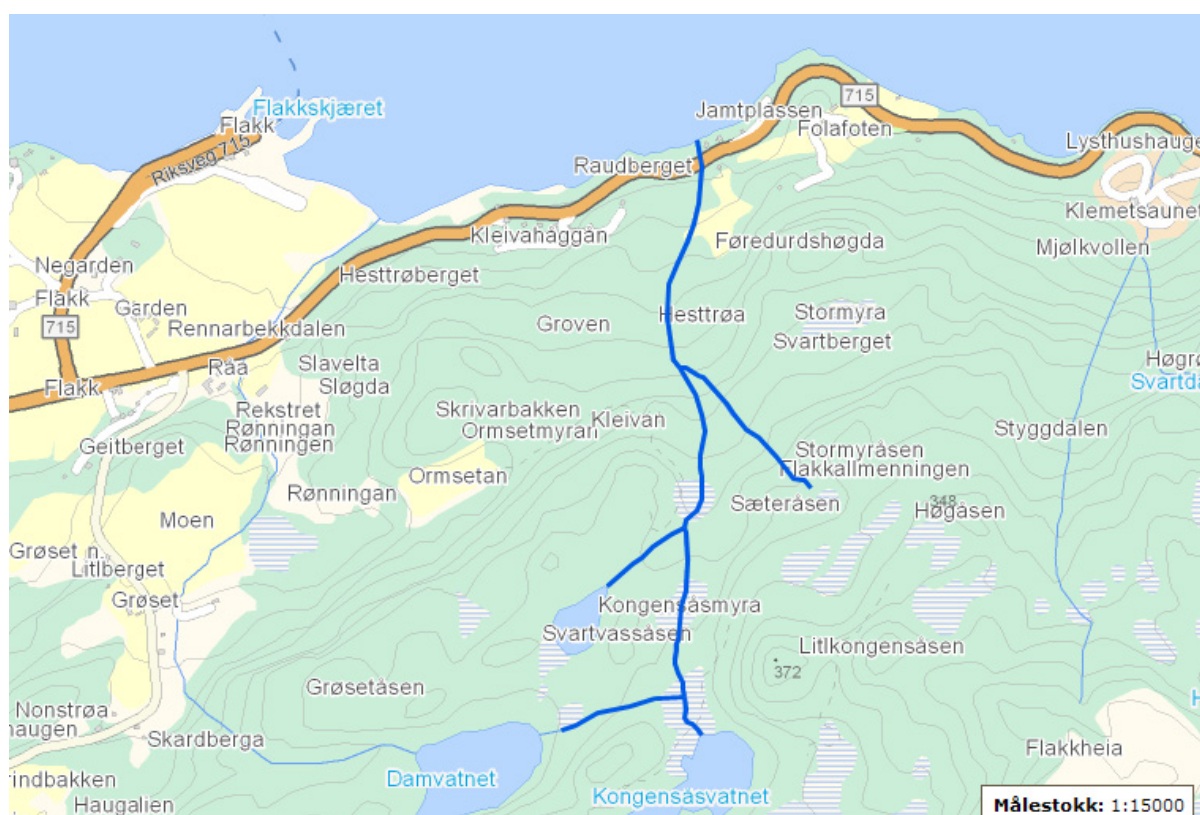 Flakkskjæret
Flakk
Riksveg 715
715
Jamtplassen
Folafoten
Lysthushauge
Raudberget
Klemetsaunet
Kleivahaggan
Føredurdshøgda
Mjølkvollen
Negarden
Hesttrøberget
Flakk
Garden
715
Rennarbekkdalen
Groven
Hesttrøa
Stormyra
Svartberget
Råa
Slavelta
Sløgda
Høgrø
Svartda
Flakk
Rekstret
Rønningan
Rønningen
Skrivarbakken
Ormsetmyran
Kleivan
Styggdalen
Geitberget
Stormyråsen
Flakkallmenningen
Ormsetan
Rønningan
Sæteråsen
348
Høgåsen
Moen
Grøset n.
Litlberget
Grøset
Kongensåsmyra
Svartvassåsen
Litlkongensåsen
372
Grøsetåsen
Nonstrøa
haugen
Skardberga
Flakkheia
H
rindbakken
Damvatnet
Kongensåsvatnet
Haugalien
Målestokk: 1:15000